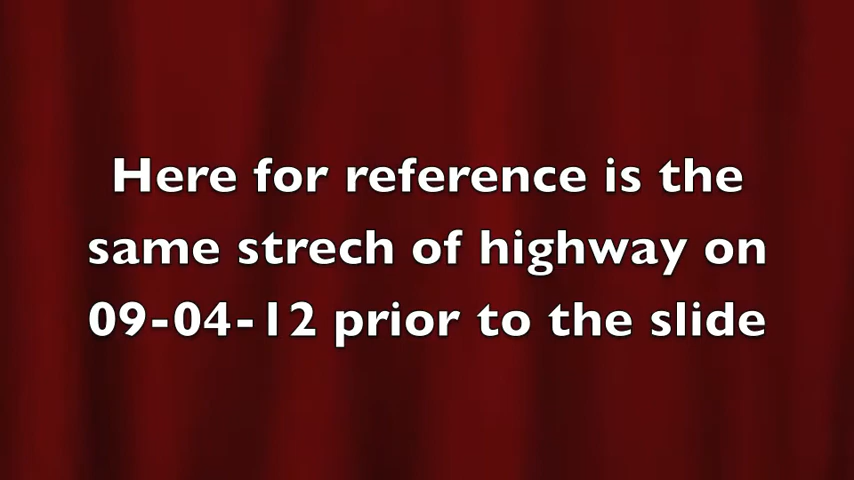 Here for reference is the
same strech of highway on
09-04-12 prior to the slide